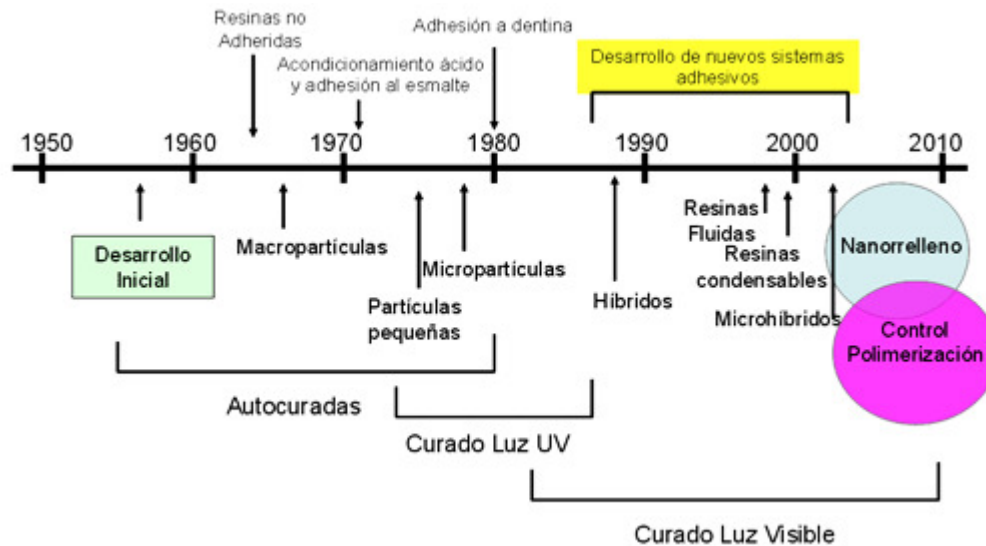 Resinas no
Adheridas
Acondicionamiento ácido
y adhesión al esmalte
Adhesión a dentina
Desarrollo de nuevos sistemas
adhesivos
1950
1960
1970
1980
1990
2000
2010
Desarrollo
Inicial
Macropartículas
Partículas
pequeñas
Micropartículas
Híbridos
Resinas
Fluidas
Resinas
condensables
Microhíbridos
Nanorrelleno
Control
Polimerización
Autocuradas
Curado Luz UV
Curado Luz Visible